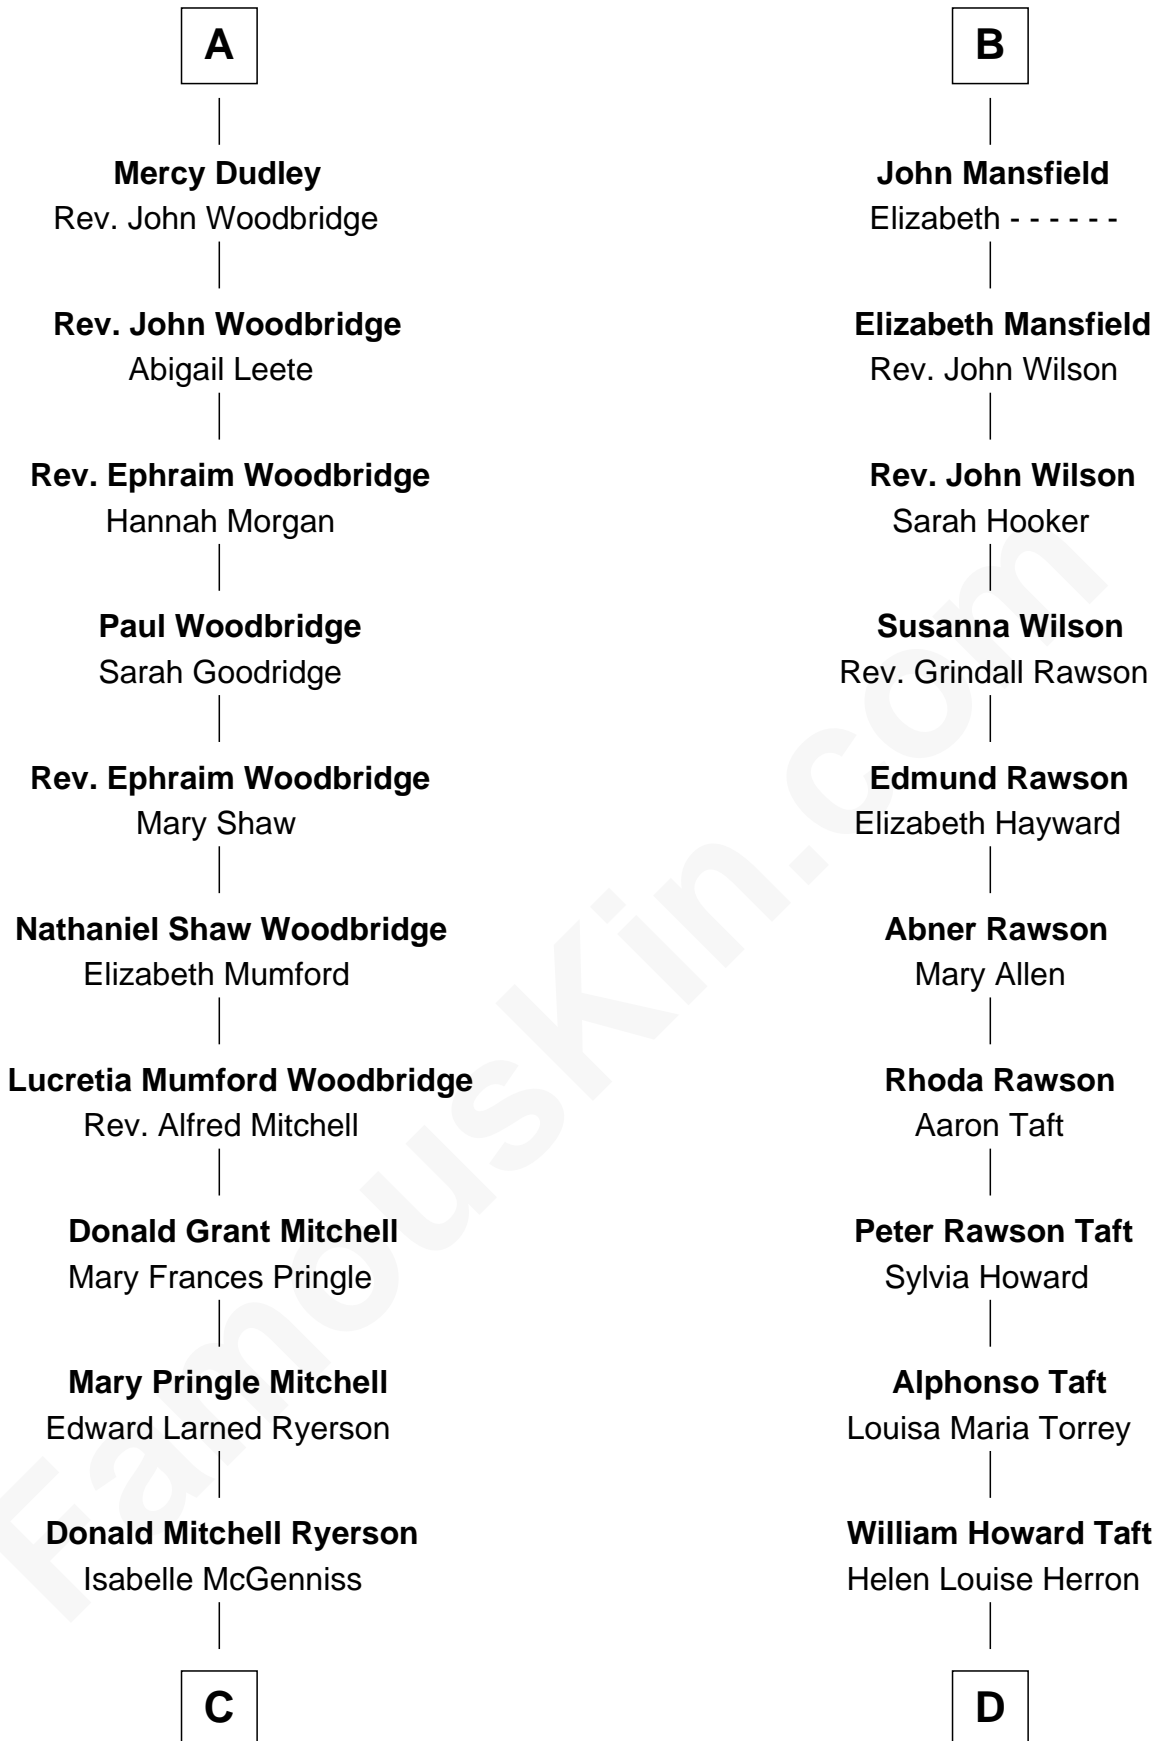 A
Mercy Dudley
Rev. John Woodbridge
Rev. John Woodbridge
Abigail Leete
Rev. Ephraim Woodbridge
Hannah Morgan
Paul Woodbridge
Sarah Goodridge
Rev. Ephraim Woodbridge
Mary Shaw
Nathaniel Shaw Woodbridge
Elizabeth Mumford
Lucretia Mumford Woodbridge
Rev. Alfred Mitchell
Donald Grant Mitchell
Mary Frances Pringle
Mary Pringle Mitchell
Edward Larned Ryerson
Donald Mitchell Ryerson
Isabelle McGenniss
C
B
John Mansfield
Elizabeth - - - - - -
Elizabeth Mansfield
Rev. John Wilson
Rev. John Wilson
Sarah Hooker
Susanna Wilson
Rev. Grindall Rawson
Edmund Rawson
Elizabeth Hayward
Abner Rawson
Mary Allen
Rhoda Rawson
Aaron Taft
Peter Rawson Taft
Sylvia Howard
Alphonso Taft
Louisa Maria Torrey
William Howard Taft
Helen Louise Herron
D
FamousKin.com